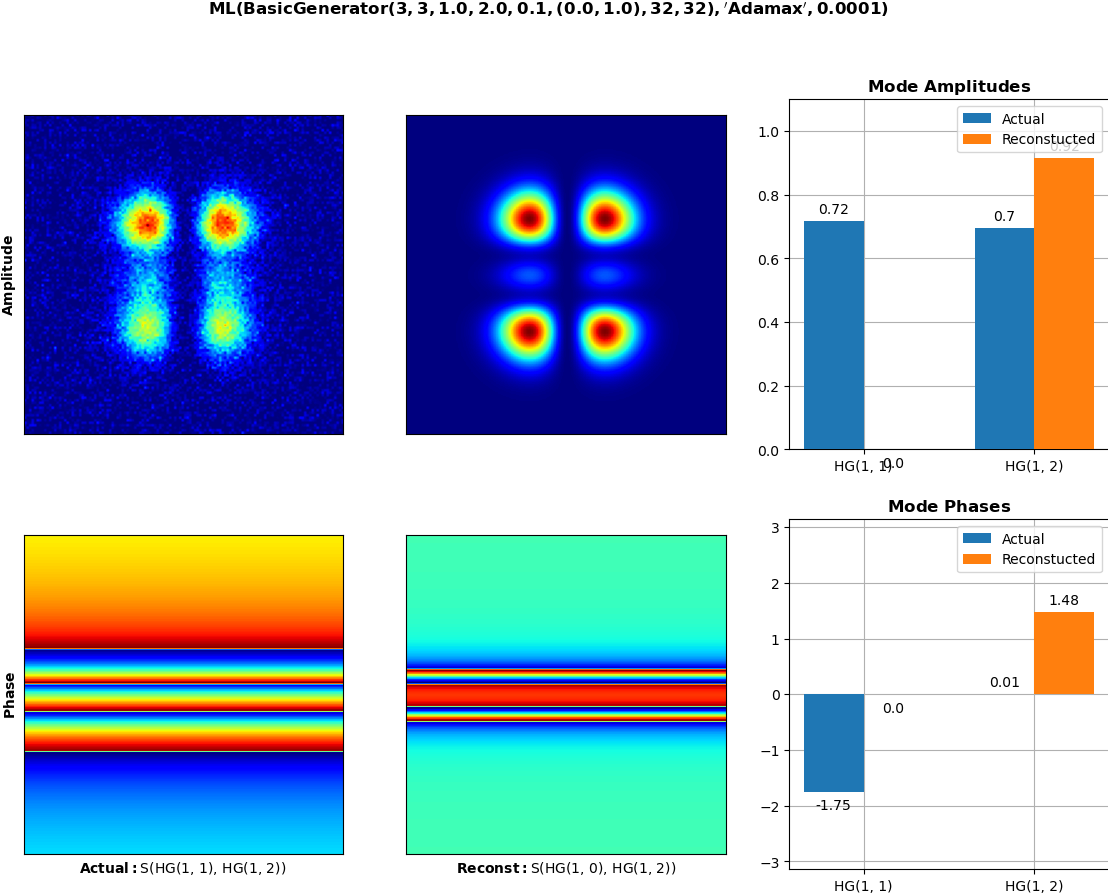 ML(BasicGenerator(3, 3, 1.0, 2.0, 0.1, (0.0, 1.0), 32, 32), ′Adamax′, 0.0001)
Mode Amplitudes
Actual
Reconstucted
1.0
0.8
0.6
0.4
0.2
0.0
0.72
0.0
0.7
0.92
HG(1, 1)
HG(1, 2)
Amplitude
Mode Phases
Actual
Reconstucted
3
2
1
0
−1
−2
−3
-1.75
0.0
0.01
1.48
HG(1, 1)
HG(1, 2)
Phase
Actual: S(HG(1, 1), HG(1, 2))
Reconst: S(HG(1, 0), HG(1, 2))